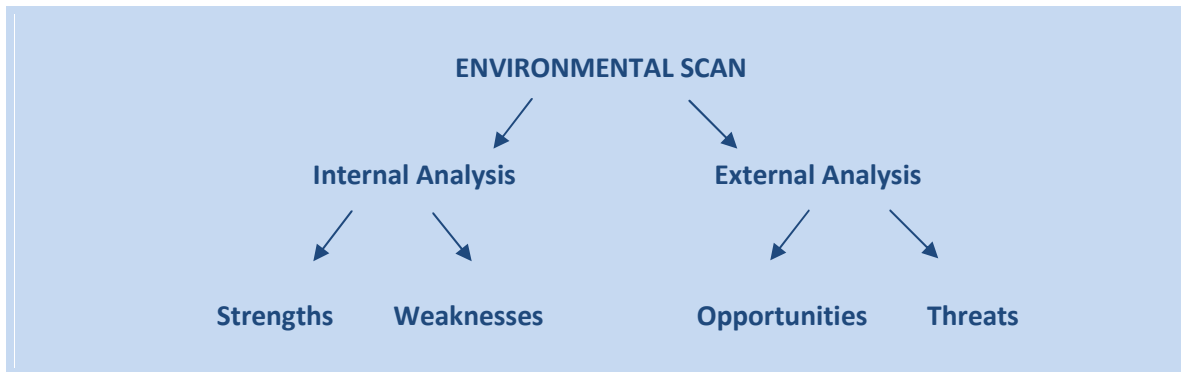 ENVIRONMENTAL SCAN
Internal Analysis External Analysis
Strengths Weaknesses Opportunities Threats